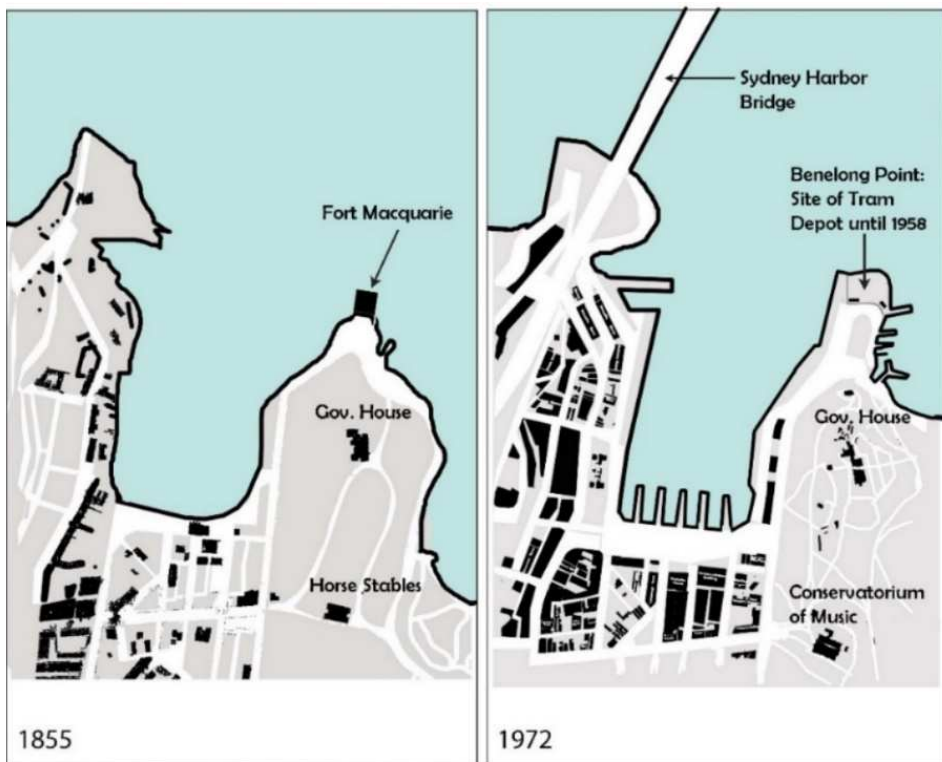 Fort Macquarie
Gov. House
Horse Stables
1855
Sydney Harbor
Bridge
Benelong Point:
Site of Tram
Depot until 1958
Gov. House
Conservatorium
of Music
1972